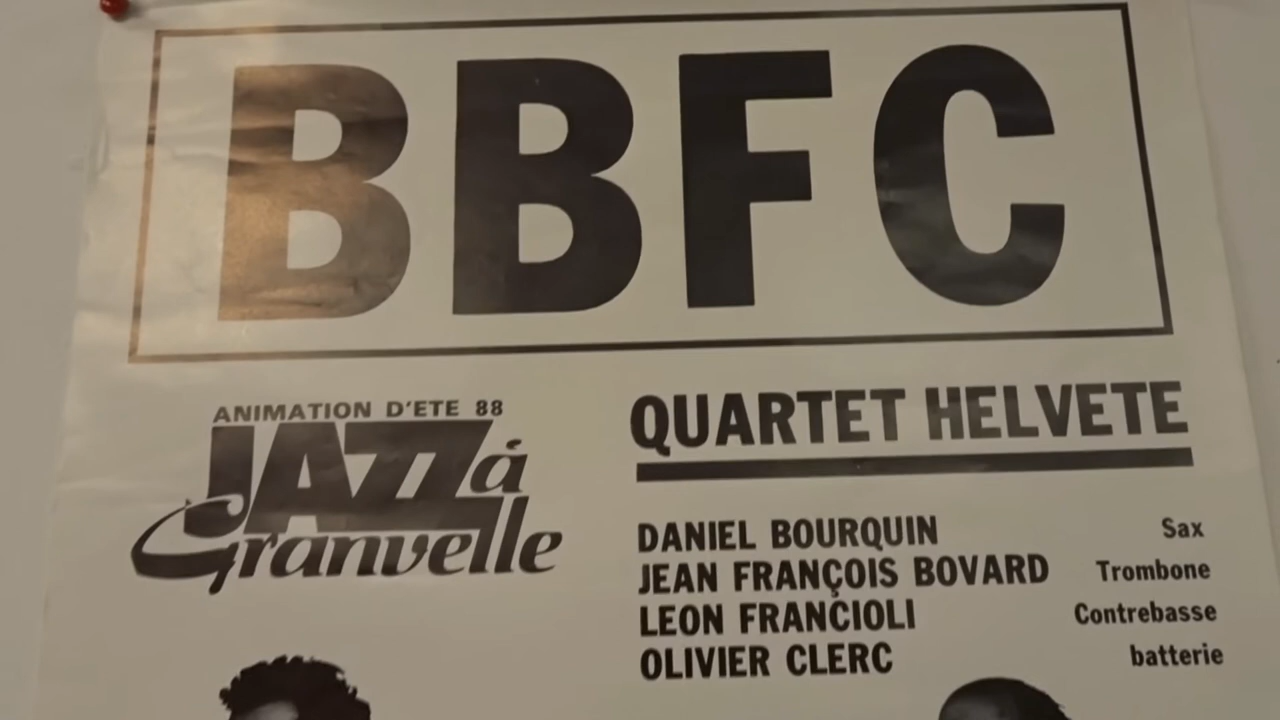 BBFC
ANIMATION D'ETE 88
JAZZ à
Granvelle
QUARTET HELVETE
DANIEL BOURQUIN Sax
JEAN FRANÇOIS BOVARD Trombone
LEON FRANCIOLI Contrebasse
OLIVIER CLERC batterie